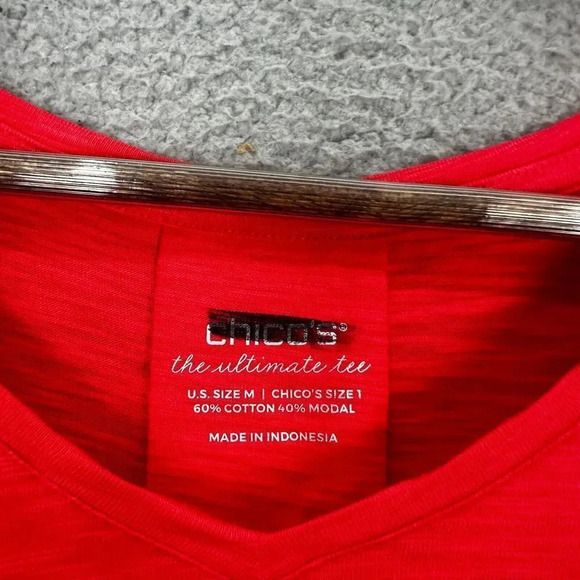 chico's®
the ultimate tee
U.S. SIZE M | CHICO'S SIZE 1
60% COTTON 40% MODAL
MADE IN INDONESIA